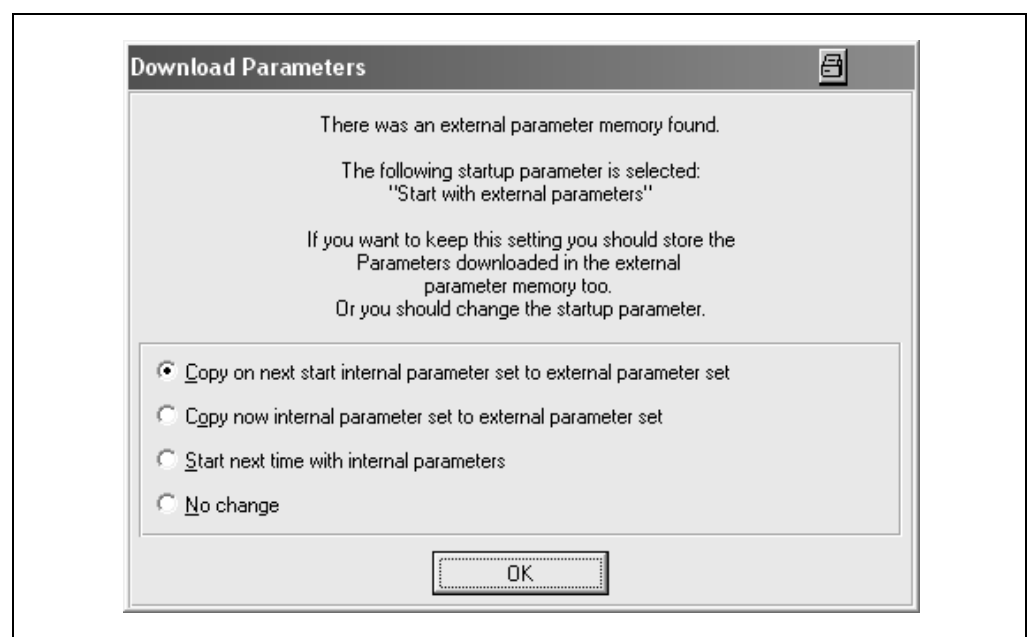 Download Parameters
There was an external parameter memory found.
The following startup parameter is selected:
"Start with external parameters"
If you want to keep this setting you should store the
Parameters downloaded in the external
parameter memory too.
Or you should change the startup parameter.
Copy on next start internal parameter set to external parameter set
Copy now internal parameter set to external parameter set
Start next time with internal parameters
No change
OK